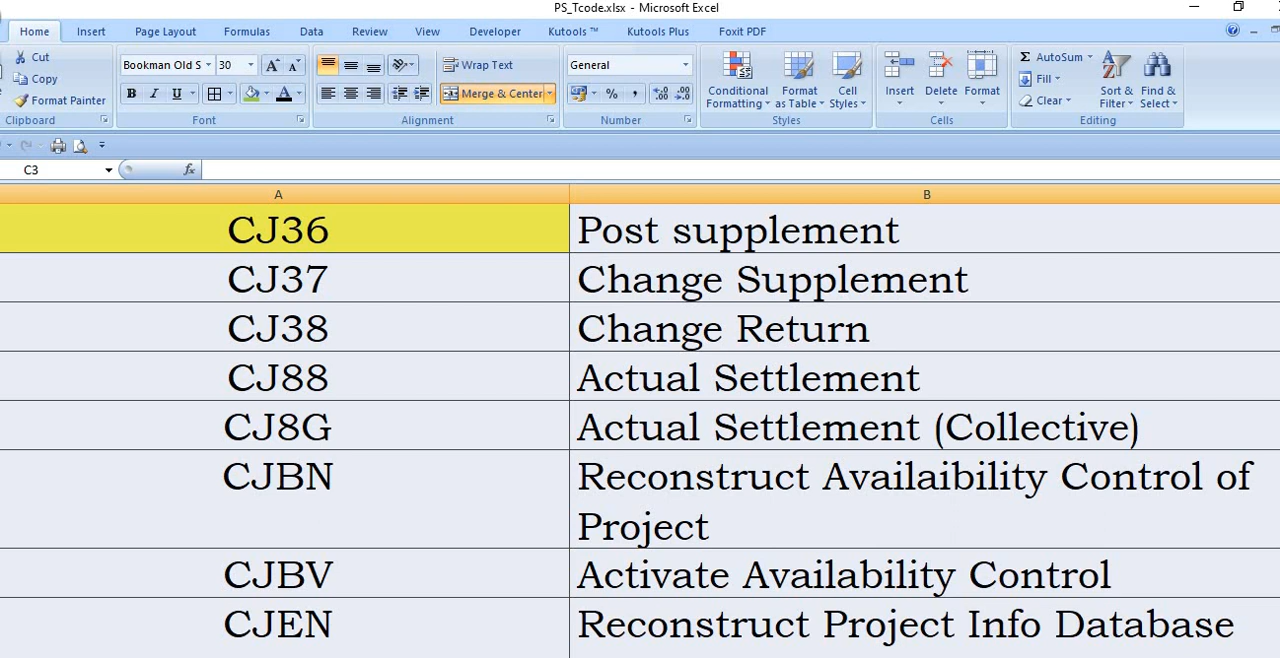 PS_Tcode.xlsx - Microsoft Excel
Home Insert Page Layout Formulas Data Review View Developer Kutools ™ Kutools Plus Foxit PDF
Cut
Copy
Format Painter
Clipboard
Bookman Old S 30 A A
B I U A
Font
Wrap Text
Merge & Center
Alignment
General
% ,
Number
Conditional Formatting
Format as Table
Cell Styles
Styles
Insert Delete Format
Cells
Σ AutoSum
Fill
Clear
Sort & Filter
Find & Select
Editing
C3 fx
A B
CJ36 Post supplement
CJ37 Change Supplement
CJ38 Change Return
CJ88 Actual Settlement
CJ8G Actual Settlement (Collective)
CJBN Reconstruct Availaibility Control of
Project
CJBV Activate Availability Control
CJEN Reconstruct Project Info Database